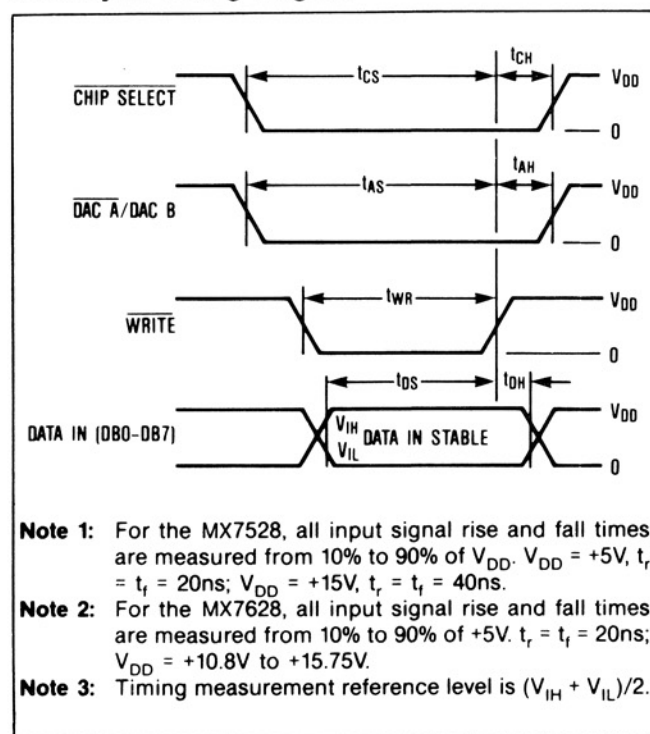 CHIP SELECT
tCS
tCH
VDD
0
DAC A/DAC B
tAS
tAH
VDD
0
WRITE
tWR
VDD
0
DATA IN (DB0-DB7)
tDS
tDH
VIH
VIL
DATA IN STABLE
VDD
0
Note 1: For the MX7528, all input signal rise and fall times
are measured from 10% to 90% of VDD. VDD = +5V, tr
= tf = 20ns; VDD = +15V, tr = tf = 40ns.
Note 2: For the MX7628, all input signal rise and fall times
are measured from 10% to 90% of +5V. tr = tf = 20ns;
VDD = +10.8V to +15.75V.
Note 3: Timing measurement reference level is (VIH + VIL)/2.